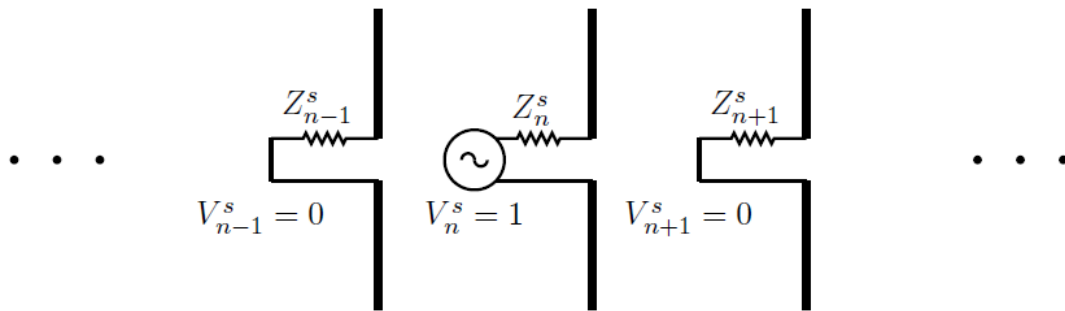 Z^s_{n-1} Z^s_n Z^s_{n+1}
V^s_{n-1} = 0 V^s_n = 1 V^s_{n+1} = 0